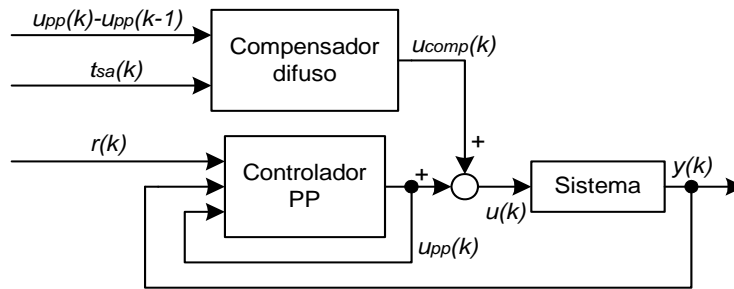 upp(k)-upp(k-1)
tsa(k)
Compensador
difuso
ucomp(k)
r(k)
Controlador
PP
+
+
u(k)
Sistema
y(k)
upp(k)